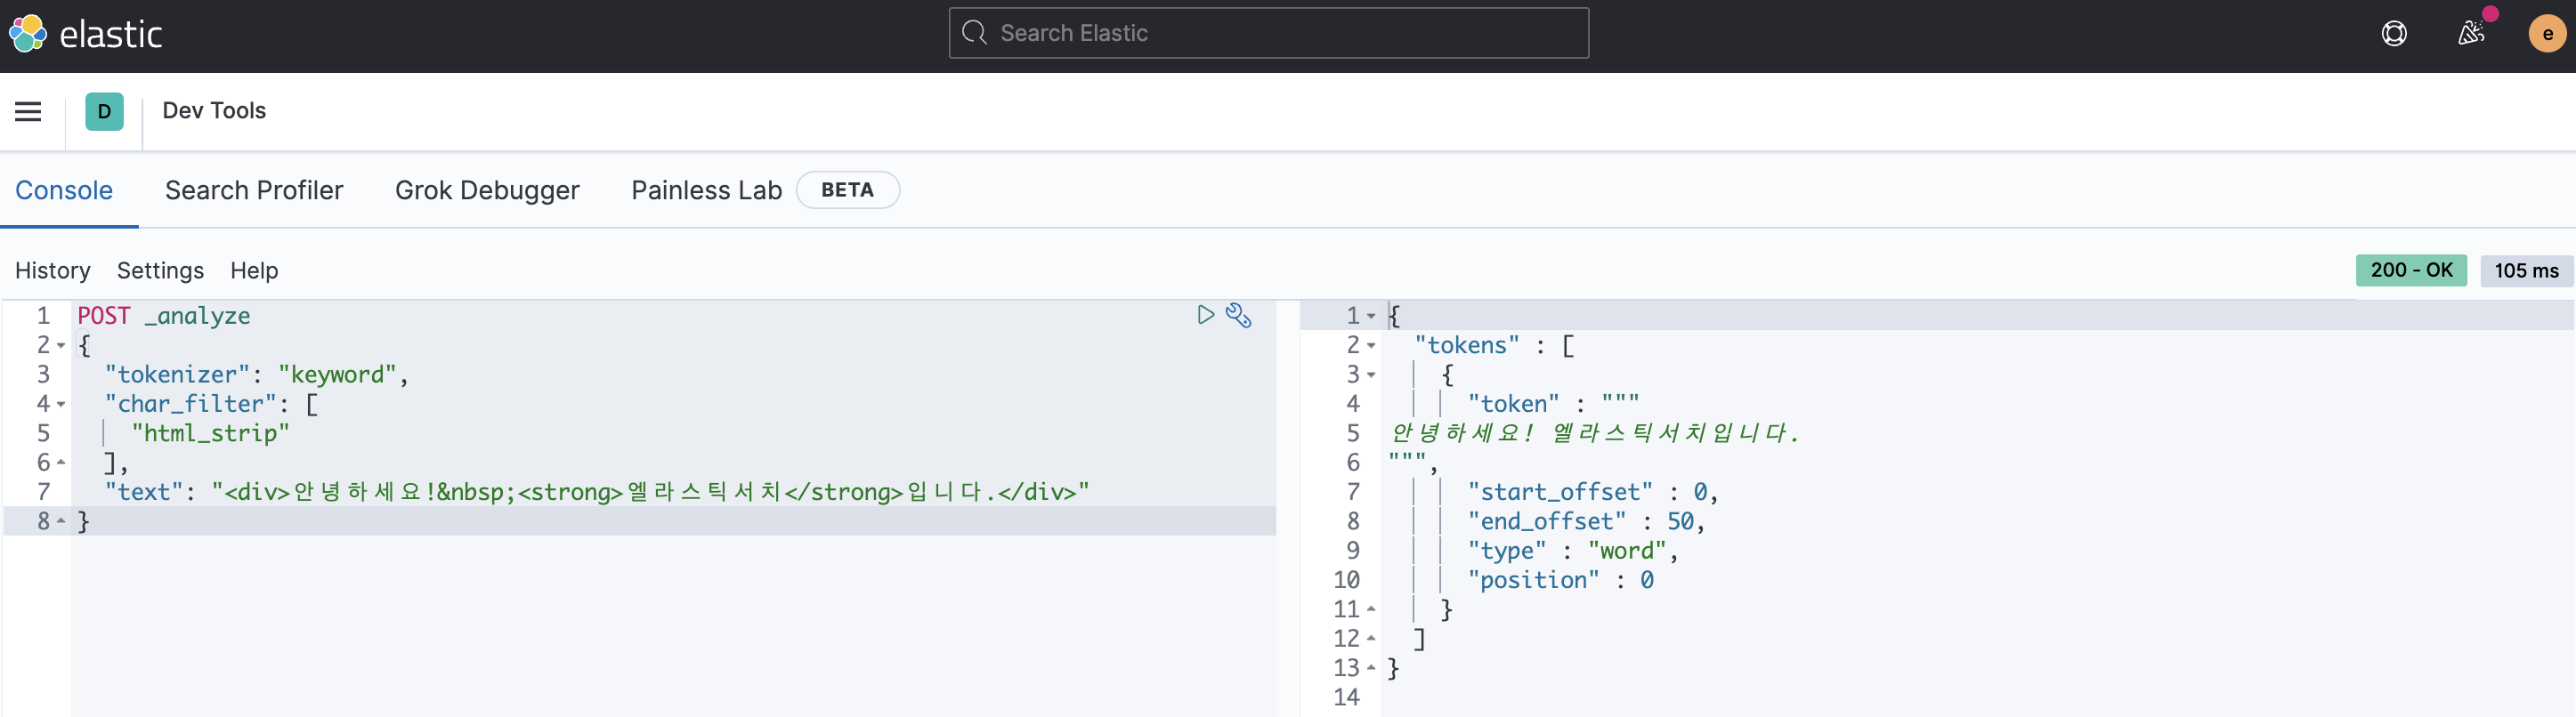 elastic
Search Elastic
e
D
Dev Tools
Console
Search Profiler
Grok Debugger
Painless Lab
BETA
History
Settings
Help
200 - OK
105 ms
1 POST _analyze
2 {
3 "tokenizer": "keyword",
4 "char_filter": [
5 "html_strip"
6 ],
7 "text": "<div>안녕하세요!&nbsp;<strong>엘라스틱서치</strong>입니다.</div>"
8 }
1 {
2 "tokens" : [
3 {
4 "token" : """
5 안녕하세요! 엘라스틱서치입니다.
6 """,
7 "start_offset" : 0,
8 "end_offset" : 50,
9 "type" : "word",
10 "position" : 0
11 }
12 ]
13 }
14